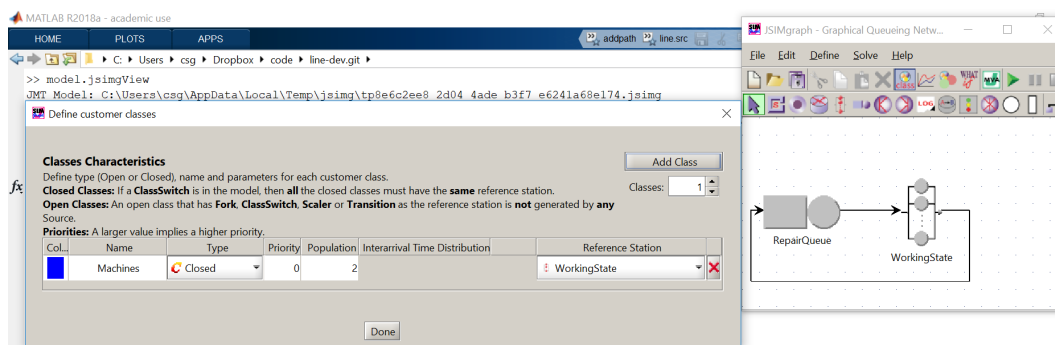 MATLAB R2018a - academic use
HOME PLOTS APPS
addpath line.src
C: Users csg Dropbox code line-dev.git
>> model.jsimgView
JMT Model: C:\Users\csg\AppData\Local\Temp\jsimg\tp8e6c2ee8_2d04_4ade_b3f7_e6241a68e174.jsimg
fx
Define customer classes
Classes Characteristics
Define type (Open or Closed), name and parameters for each customer class.
Closed Classes: If a ClassSwitch is in the model, then all the closed classes must have the same reference station.
Open Classes: An open class that has Fork, ClassSwitch, Scaler or Transition as the reference station is not generated by any
Source.
Priorities: A larger value implies a higher priority.
Add Class
Classes: 1
Col... Name Type Priority Population Interarrival Time Distribution Reference Station
Machines Closed 0 2 WorkingState
Done
JSIMgraph - Graphical Queueing Netw...
File Edit Define Solve Help
class WHAT IF MVA
LOG
RepairQueue
WorkingState